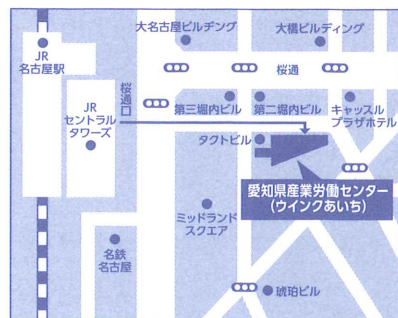 大名古屋ビルヂング
大橋ビルディング
JR
名古屋駅
桜通
JR
セントラル
タワーズ
桜通口
第三堀内ビル
第二堀内ビル
キャッスル
プラザホテル
タクトビル
愛知県産業労働センター
(ウインクあいち)
ミッドランド
スクエア
名鉄
名古屋
琥珀ビル